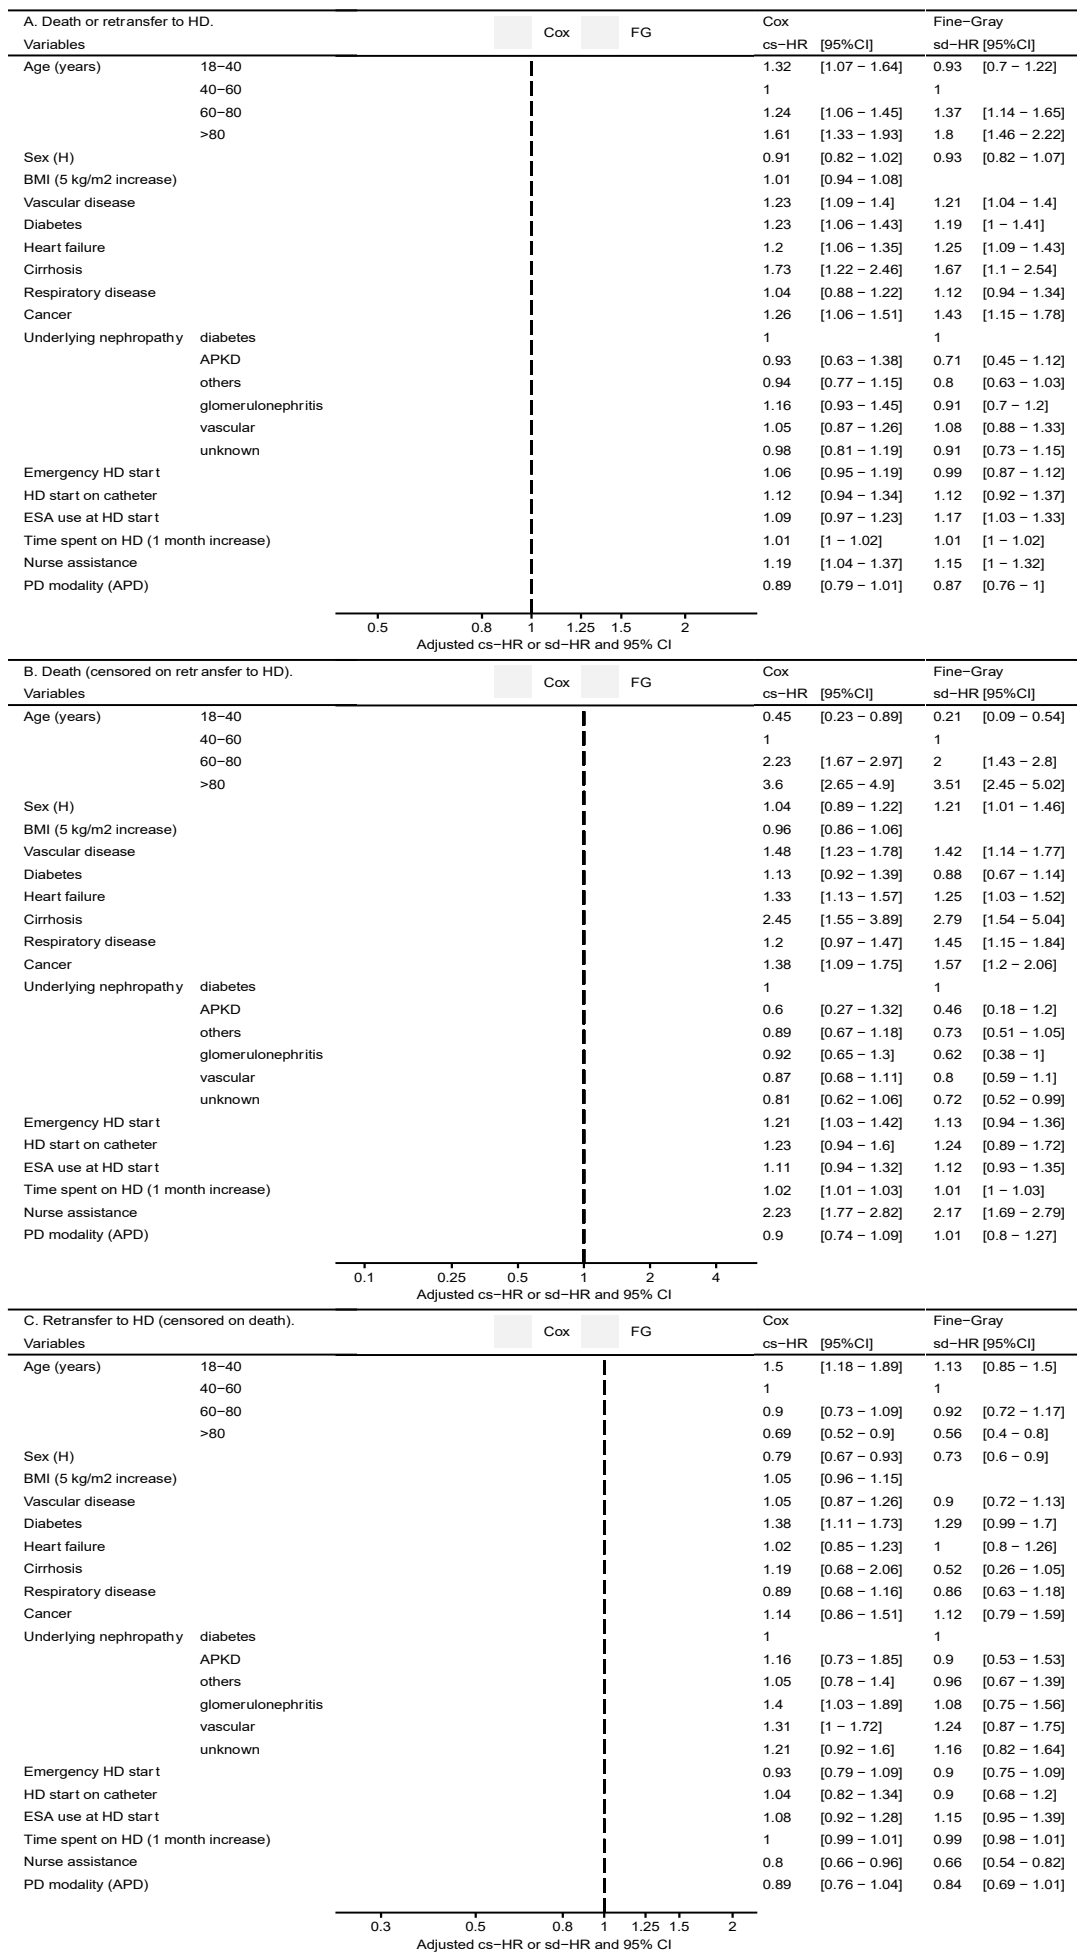 A. Death or retransfer to HD. Cox FG Cox Fine−Gray
Variables cs−HR [95%CI] sd−HR [95%CI]
Age (years) 18−40 1.32 [1.07 − 1.64] 0.93 [0.7 − 1.22]
40−60 1 1
60−80 1.24 [1.06 − 1.45] 1.37 [1.14 − 1.65]
>80 1.61 [1.33 − 1.93] 1.8 [1.46 − 2.22]
Sex (H) 0.91 [0.82 − 1.02] 0.93 [0.82 − 1.07]
BMI (5 kg/m2 increase) 1.01 [0.94 − 1.08]
Vascular disease 1.23 [1.09 − 1.4] 1.21 [1.04 − 1.4]
Diabetes 1.23 [1.06 − 1.43] 1.19 [1 − 1.41]
Heart failure 1.2 [1.06 − 1.35] 1.25 [1.09 − 1.43]
Cirrhosis 1.73 [1.22 − 2.46] 1.67 [1.1 − 2.54]
Respiratory disease 1.04 [0.88 − 1.22] 1.12 [0.94 − 1.34]
Cancer 1.26 [1.06 − 1.51] 1.43 [1.15 − 1.78]
Underlying nephropathy diabetes 1 1
APKD 0.93 [0.63 − 1.38] 0.71 [0.45 − 1.12]
others 0.94 [0.77 − 1.15] 0.8 [0.63 − 1.03]
glomerulonephritis 1.16 [0.93 − 1.45] 0.91 [0.7 − 1.2]
vascular 1.05 [0.87 − 1.26] 1.08 [0.88 − 1.33]
unknown 0.98 [0.81 − 1.19] 0.91 [0.73 − 1.15]
Emergency HD start 1.06 [0.95 − 1.19] 0.99 [0.87 − 1.12]
HD start on catheter 1.12 [0.94 − 1.34] 1.12 [0.92 − 1.37]
ESA use at HD start 1.09 [0.97 − 1.23] 1.17 [1.03 − 1.33]
Time spent on HD (1 month increase) 1.01 [1 − 1.02] 1.01 [1 − 1.02]
Nurse assistance 1.19 [1.04 − 1.37] 1.15 [1 − 1.32]
PD modality (APD) 0.89 [0.79 − 1.01] 0.87 [0.76 − 1]
0.5 0.8 1 1.25 1.5 2
Adjusted cs−HR or sd−HR and 95% CI
B. Death (censored on retransfer to HD). Cox FG Cox Fine−Gray
Variables cs−HR [95%CI] sd−HR [95%CI]
Age (years) 18−40 0.45 [0.23 − 0.89] 0.21 [0.09 − 0.54]
40−60 1 1
60−80 2.23 [1.67 − 2.97] 2 [1.43 − 2.8]
>80 3.6 [2.65 − 4.9] 3.51 [2.45 − 5.02]
Sex (H) 1.04 [0.89 − 1.22] 1.21 [1.01 − 1.46]
BMI (5 kg/m2 increase) 0.96 [0.86 − 1.06]
Vascular disease 1.48 [1.23 − 1.78] 1.42 [1.14 − 1.77]
Diabetes 1.13 [0.92 − 1.39] 0.88 [0.67 − 1.14]
Heart failure 1.33 [1.13 − 1.57] 1.25 [1.03 − 1.52]
Cirrhosis 2.45 [1.55 − 3.89] 2.79 [1.54 − 5.04]
Respiratory disease 1.2 [0.97 − 1.47] 1.45 [1.15 − 1.84]
Cancer 1.38 [1.09 − 1.75] 1.57 [1.2 − 2.06]
Underlying nephropathy diabetes 1 1
APKD 0.6 [0.27 − 1.32] 0.46 [0.18 − 1.2]
others 0.89 [0.67 − 1.18] 0.73 [0.51 − 1.05]
glomerulonephritis 0.92 [0.65 − 1.3] 0.62 [0.38 − 1]
vascular 0.87 [0.68 − 1.11] 0.8 [0.59 − 1.1]
unknown 0.81 [0.62 − 1.06] 0.72 [0.52 − 0.99]
Emergency HD start 1.21 [1.03 − 1.42] 1.13 [0.94 − 1.36]
HD start on catheter 1.23 [0.94 − 1.6] 1.24 [0.89 − 1.72]
ESA use at HD start 1.11 [0.94 − 1.32] 1.12 [0.93 − 1.35]
Time spent on HD (1 month increase) 1.02 [1.01 − 1.03] 1.01 [1 − 1.03]
Nurse assistance 2.23 [1.77 − 2.82] 2.17 [1.69 − 2.79]
PD modality (APD) 0.9 [0.74 − 1.09] 1.01 [0.8 − 1.27]
0.1 0.25 0.5 1 2 4
Adjusted cs−HR or sd−HR and 95% CI
C. Retransfer to HD (censored on death). Cox FG Cox Fine−Gray
Variables cs−HR [95%CI] sd−HR [95%CI]
Age (years) 18−40 1.5 [1.18 − 1.89] 1.13 [0.85 − 1.5]
40−60 1 1
60−80 0.9 [0.73 − 1.09] 0.92 [0.72 − 1.17]
>80 0.69 [0.52 − 0.9] 0.56 [0.4 − 0.8]
Sex (H) 0.79 [0.67 − 0.93] 0.73 [0.6 − 0.9]
BMI (5 kg/m2 increase) 1.05 [0.96 − 1.15]
Vascular disease 1.05 [0.87 − 1.26] 0.9 [0.72 − 1.13]
Diabetes 1.38 [1.11 − 1.73] 1.29 [0.99 − 1.7]
Heart failure 1.02 [0.85 − 1.23] 1 [0.8 − 1.26]
Cirrhosis 1.19 [0.68 − 2.06] 0.52 [0.26 − 1.05]
Respiratory disease 0.89 [0.68 − 1.16] 0.86 [0.63 − 1.18]
Cancer 1.14 [0.86 − 1.51] 1.12 [0.79 − 1.59]
Underlying nephropathy diabetes 1 1
APKD 1.16 [0.73 − 1.85] 0.9 [0.53 − 1.53]
others 1.05 [0.78 − 1.4] 0.96 [0.67 − 1.39]
glomerulonephritis 1.4 [1.03 − 1.89] 1.08 [0.75 − 1.56]
vascular 1.31 [1 − 1.72] 1.24 [0.87 − 1.75]
unknown 1.21 [0.92 − 1.6] 1.16 [0.82 − 1.64]
Emergency HD start 0.93 [0.79 − 1.09] 0.9 [0.75 − 1.09]
HD start on catheter 1.04 [0.82 − 1.34] 0.9 [0.68 − 1.2]
ESA use at HD start 1.08 [0.92 − 1.28] 1.15 [0.95 − 1.39]
Time spent on HD (1 month increase) 1 [0.99 − 1.01] 0.99 [0.98 − 1.01]
Nurse assistance 0.8 [0.66 − 0.96] 0.66 [0.54 − 0.82]
PD modality (APD) 0.89 [0.76 − 1.04] 0.84 [0.69 − 1.01]
0.3 0.5 0.8 1 1.25 1.5 2
Adjusted cs−HR or sd−HR and 95% CI